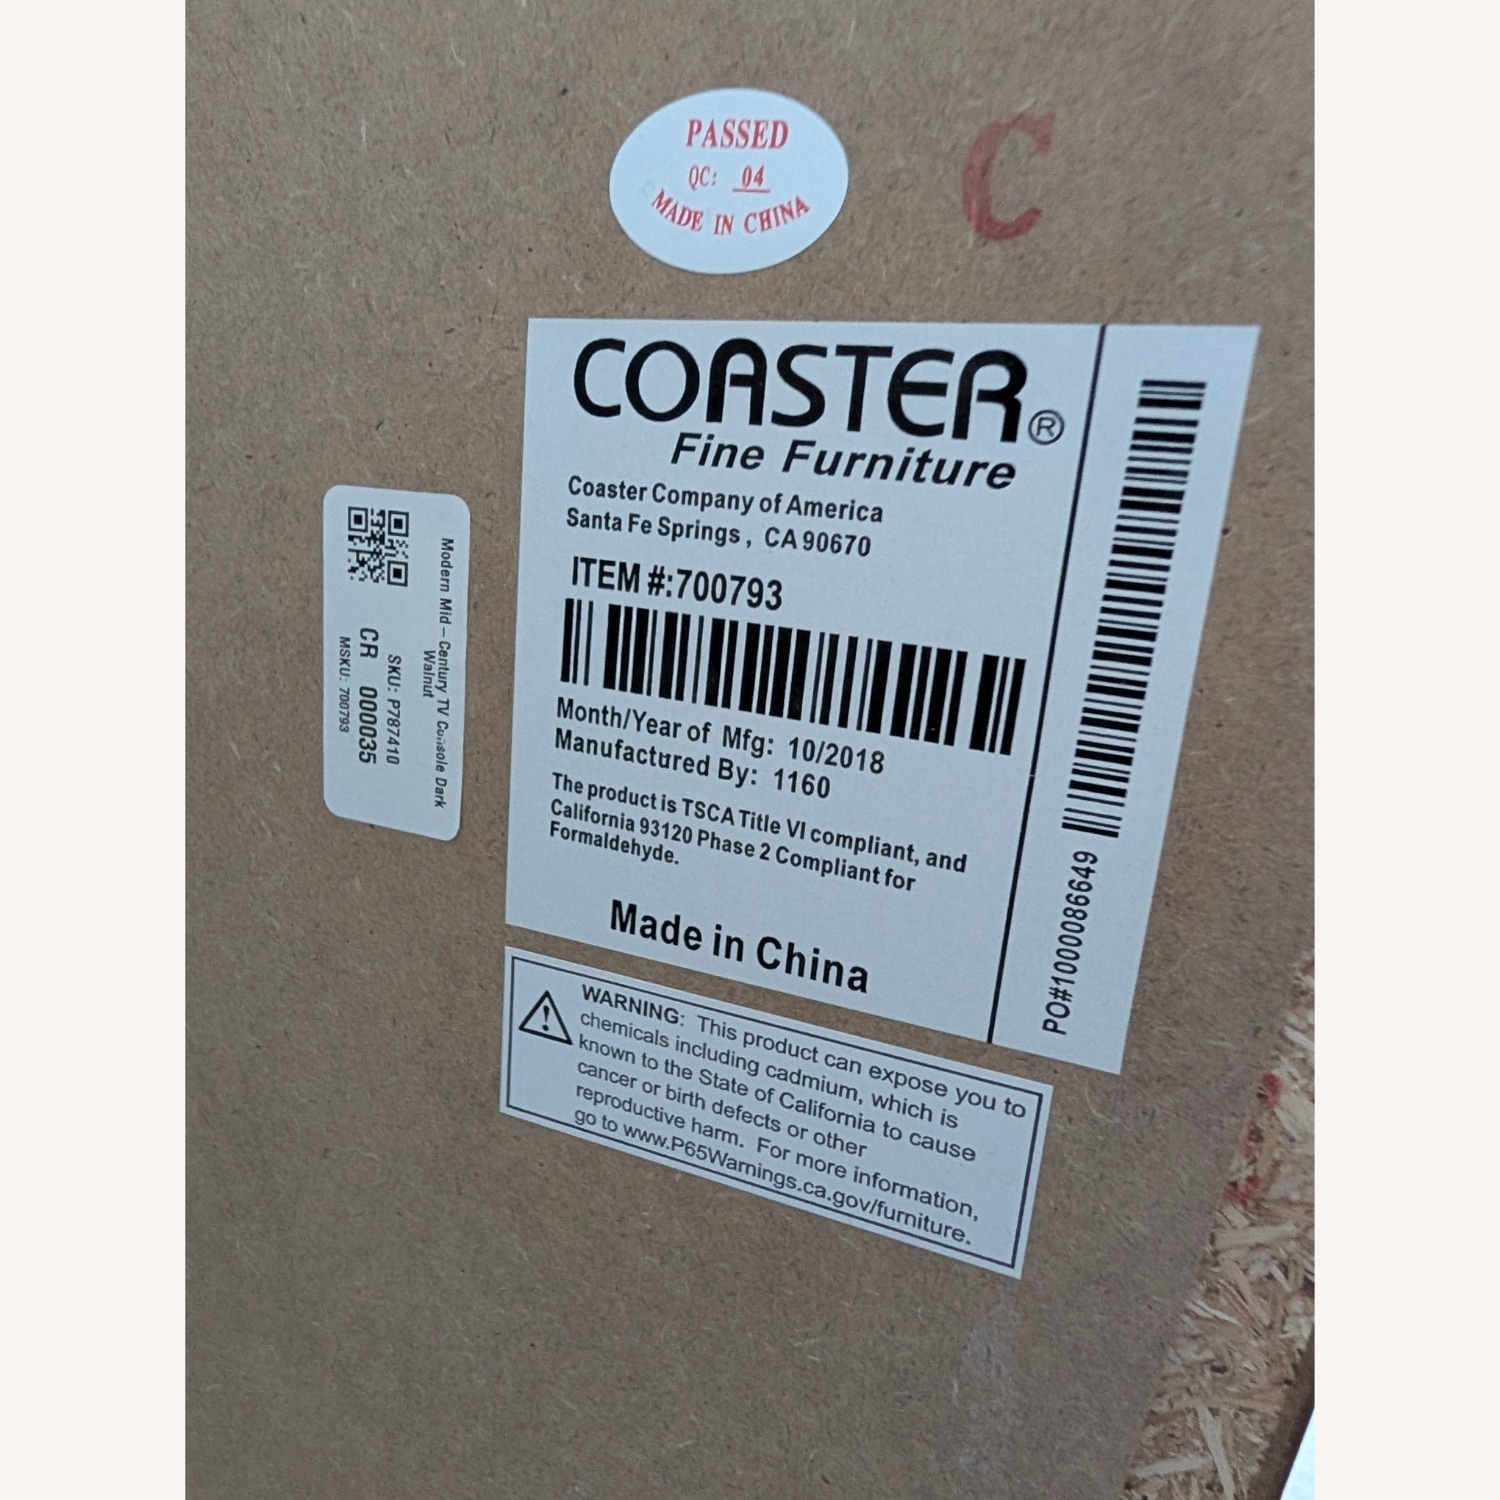 PASSED
QC: 04
MADE IN CHINA
C
COASTER®
Fine Furniture
Coaster Company of America
Santa Fe Springs, CA 90670
ITEM #:700793
Month/Year of Mfg: 10/2018
Manufactured By: 1160
The product is TSCA Title VI compliant, and
California 93120 Phase 2 Compliant for
Formaldehyde.
Made in China
PO#1000086649
Modern Mid-Century TV Console Dark
Walnut
SKU: P787410
CR 000035
MSKU: 700793
WARNING: This product can expose you to
chemicals including cadmium, which is
known to the State of California to cause
cancer or birth defects or other
reproductive harm. For more information,
go to www.P65Warnings.ca.gov/furniture.